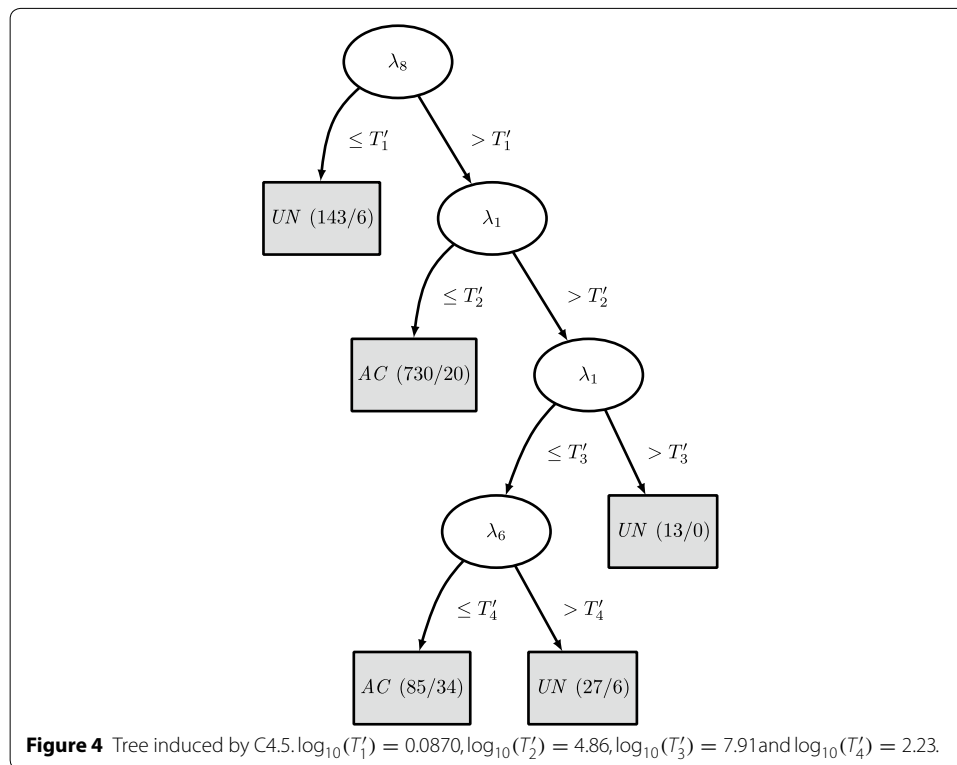 λ₈
≤ T′₁
> T′₁
UN (143/6)
λ₁
≤ T′₂
> T′₂
AC (730/20)
λ₁
≤ T′₃
> T′₃
λ₆
UN (13/0)
≤ T′₄
> T′₄
AC (85/34)
UN (27/6)
Figure 4 Tree induced by C4.5. log₁₀(T′₁) = 0.0870, log₁₀(T′₂) = 4.86, log₁₀(T′₃) = 7.91 and log₁₀(T′₄) = 2.23.